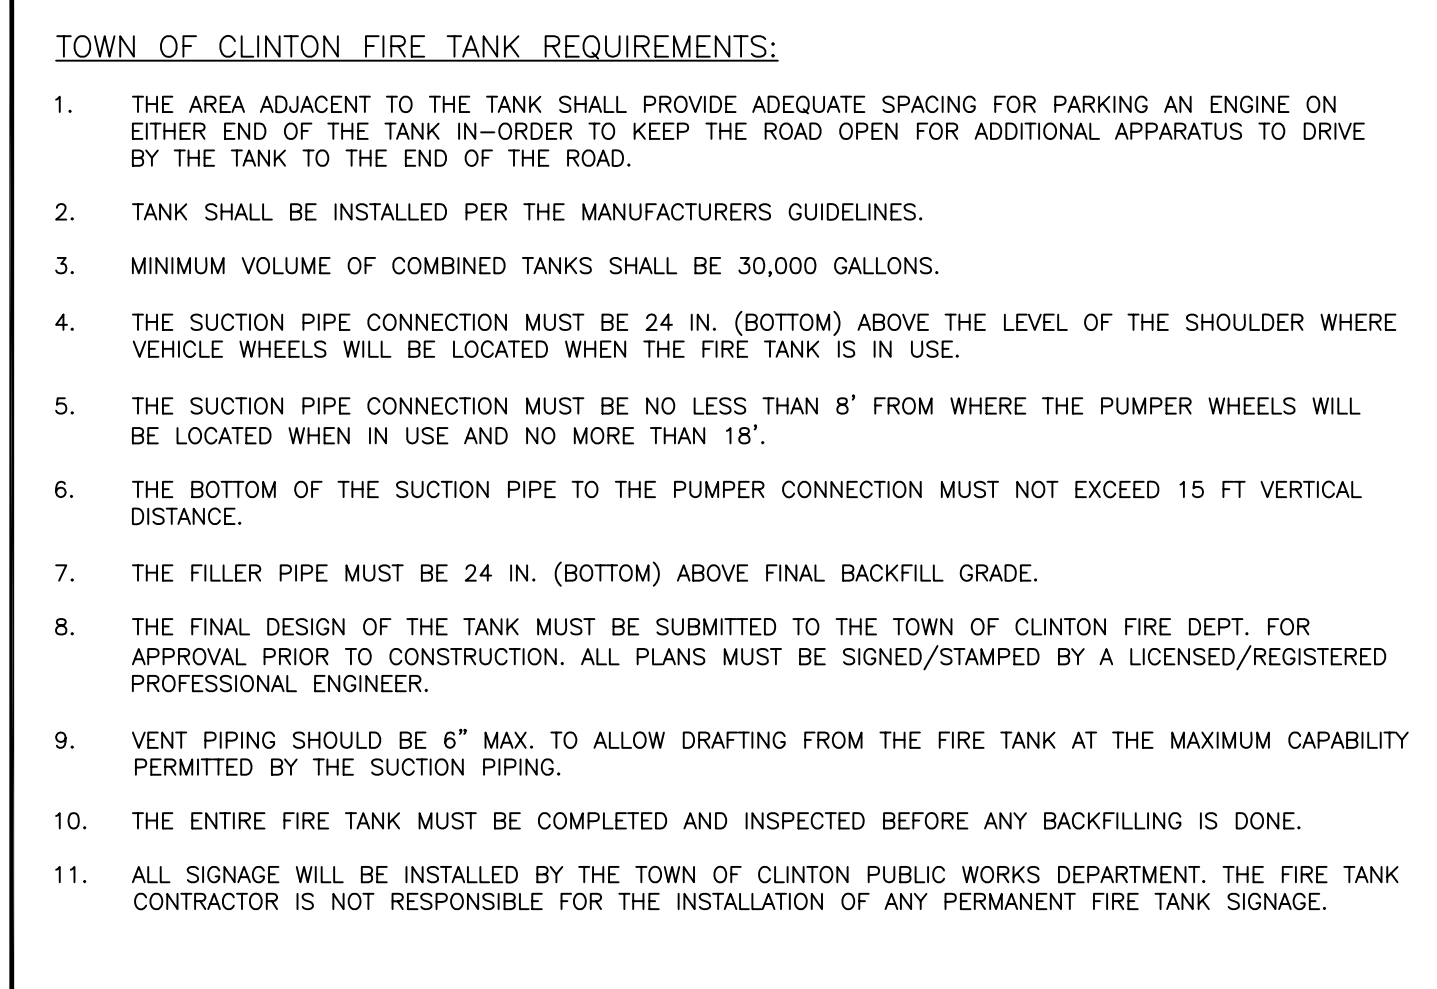 TOWN OF CLINTON FIRE TANK REQUIREMENTS:
1. THE AREA ADJACENT TO THE TANK SHALL PROVIDE ADEQUATE SPACING FOR PARKING AN ENGINE ON
EITHER END OF THE TANK IN-ORDER TO KEEP THE ROAD OPEN FOR ADDITIONAL APPARATUS TO DRIVE
BY THE TANK TO THE END OF THE ROAD.
2. TANK SHALL BE INSTALLED PER THE MANUFACTURERS GUIDELINES.
3. MINIMUM VOLUME OF COMBINED TANKS SHALL BE 30,000 GALLONS.
4. THE SUCTION PIPE CONNECTION MUST BE 24 IN. (BOTTOM) ABOVE THE LEVEL OF THE SHOULDER WHERE
VEHICLE WHEELS WILL BE LOCATED WHEN THE FIRE TANK IS IN USE.
5. THE SUCTION PIPE CONNECTION MUST BE NO LESS THAN 8' FROM WHERE THE PUMPER WHEELS WILL
BE LOCATED WHEN IN USE AND NO MORE THAN 18'.
6. THE BOTTOM OF THE SUCTION PIPE TO THE PUMPER CONNECTION MUST NOT EXCEED 15 FT VERTICAL
DISTANCE.
7. THE FILLER PIPE MUST BE 24 IN. (BOTTOM) ABOVE FINAL BACKFILL GRADE.
8. THE FINAL DESIGN OF THE TANK MUST BE SUBMITTED TO THE TOWN OF CLINTON FIRE DEPT. FOR
APPROVAL PRIOR TO CONSTRUCTION. ALL PLANS MUST BE SIGNED/STAMPED BY A LICENSED/REGISTERED
PROFESSIONAL ENGINEER.
9. VENT PIPING SHOULD BE 6" MAX. TO ALLOW DRAFTING FROM THE FIRE TANK AT THE MAXIMUM CAPABILITY
PERMITTED BY THE SUCTION PIPING.
10. THE ENTIRE FIRE TANK MUST BE COMPLETED AND INSPECTED BEFORE ANY BACKFILLING IS DONE.
11. ALL SIGNAGE WILL BE INSTALLED BY THE TOWN OF CLINTON PUBLIC WORKS DEPARTMENT. THE FIRE TANK
CONTRACTOR IS NOT RESPONSIBLE FOR THE INSTALLATION OF ANY PERMANENT FIRE TANK SIGNAGE.